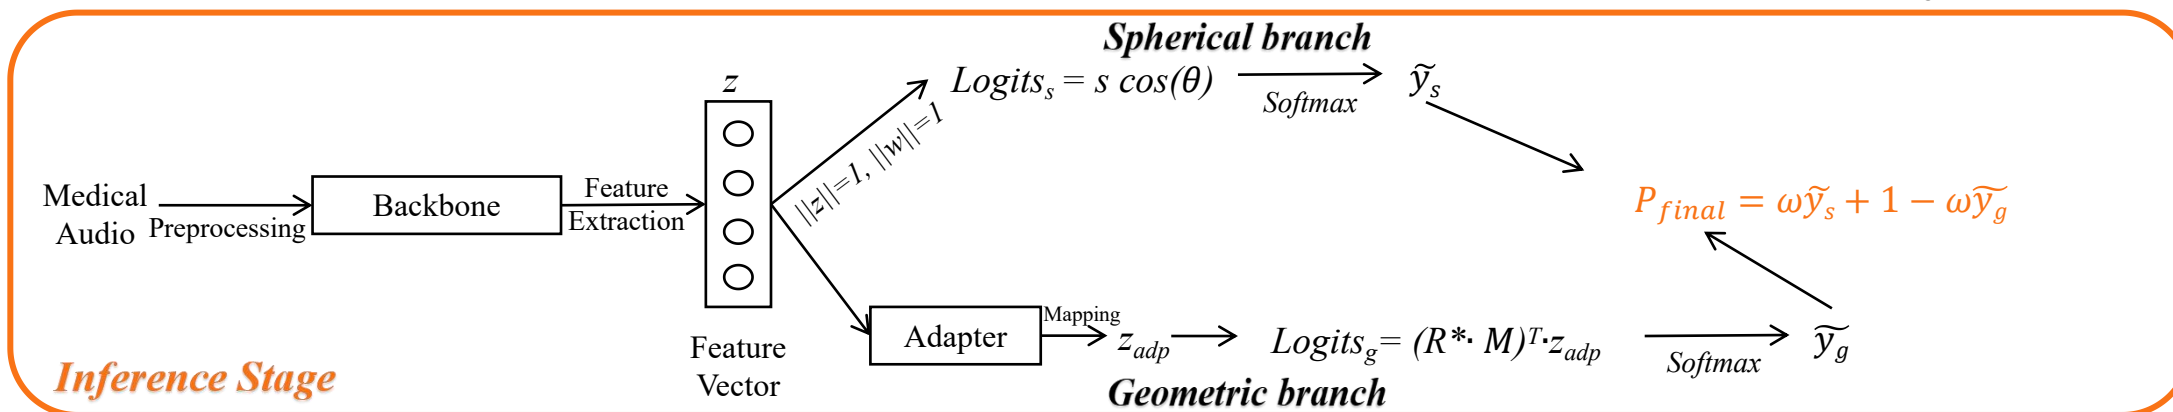 Spherical branch
z
Logits_s = s cos(θ)
Softmax
ỹ_s
||z||=1, ||w||=1
Medical
Audio
Preprocessing
Backbone
Feature
Extraction
P_final = ωỹ_s + 1 − ωỹ_g
Feature
Vector
Adapter
Mapping
z_adp
Logits_g= (R*· M)^T·z_adp
Softmax
ỹ_g
Geometric branch
Inference Stage